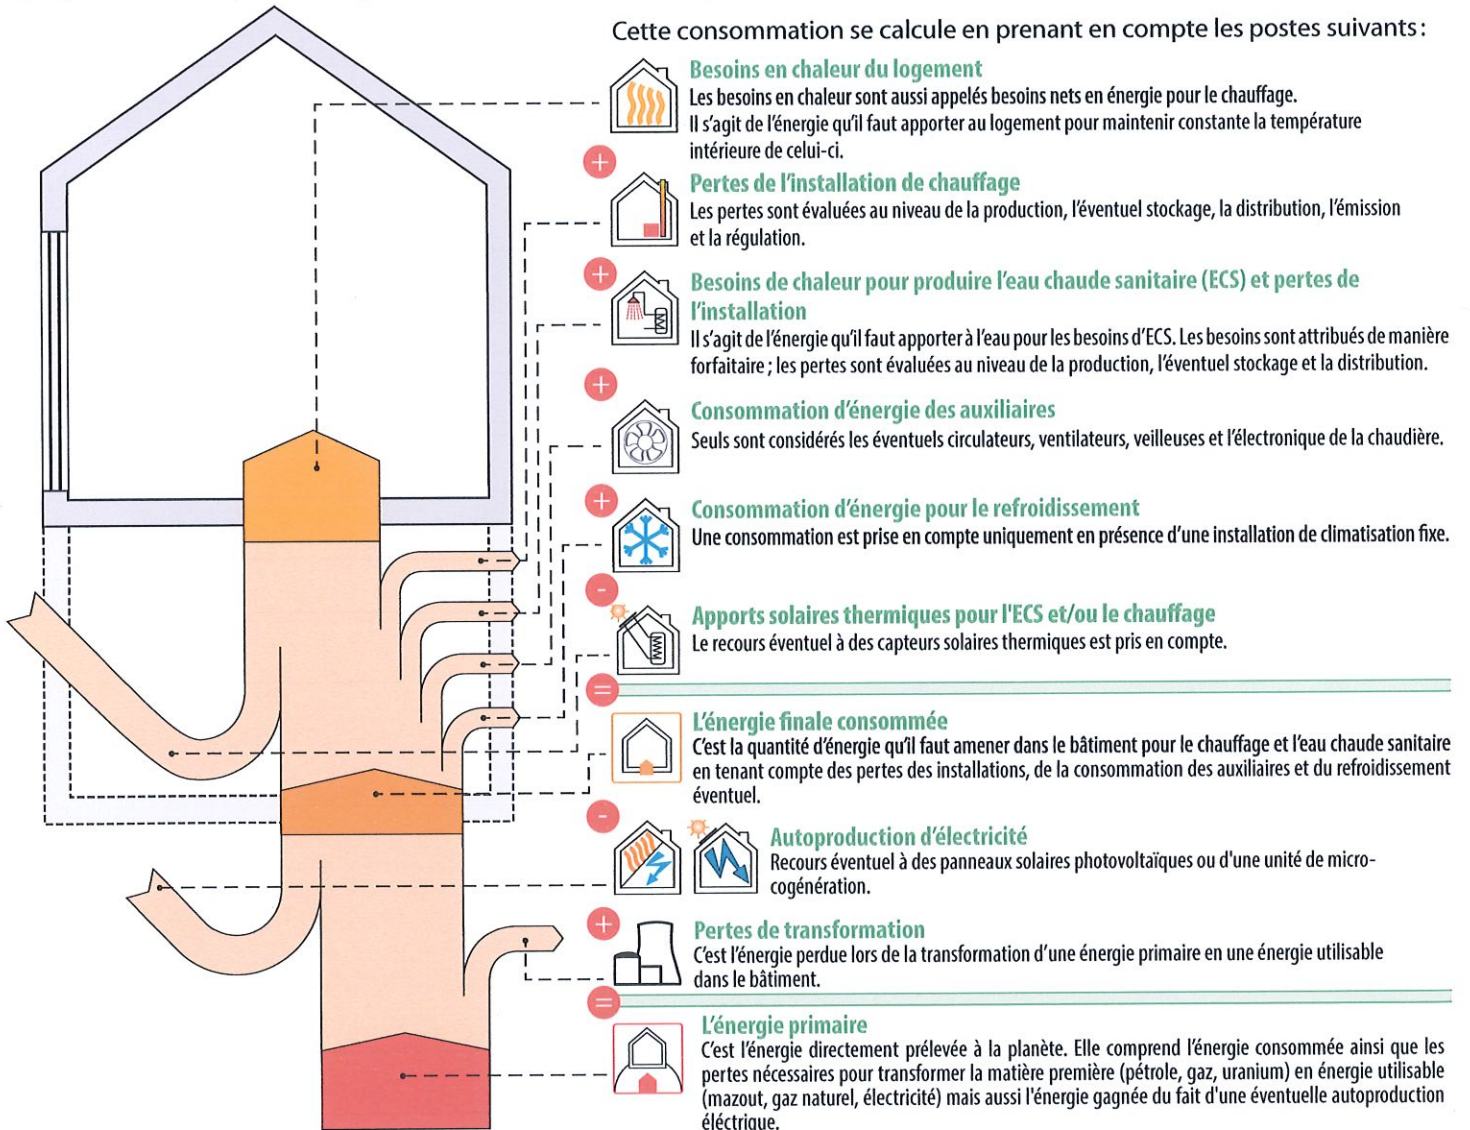 Cette consommation se calcule en prenant en compte les postes suivants :
Besoins en chaleur du logement
Les besoins en chaleur sont aussi appelés besoins nets en énergie pour le chauffage.
Il s'agit de l'énergie qu'il faut apporter au logement pour maintenir constante la température
intérieure de celui-ci.
+
Pertes de l'installation de chauffage
Les pertes sont évaluées au niveau de la production, l'éventuel stockage, la distribution, l'émission
et la régulation.
+
Besoins de chaleur pour produire l'eau chaude sanitaire (ECS) et pertes de
l'installation
Il s'agit de l'énergie qu'il faut apporter à l'eau pour les besoins d'ECS. Les besoins sont attribués de manière
forfaitaire ; les pertes sont évaluées au niveau de la production, l'éventuel stockage et la distribution.
+
Consommation d'énergie des auxiliaires
Seuls sont considérés les éventuels circulateurs, ventilateurs, veilleuses et l'électronique de la chaudière.
+
Consommation d'énergie pour le refroidissement
Une consommation est prise en compte uniquement en présence d'une installation de climatisation fixe.
-
Apports solaires thermiques pour l'ECS et/ou le chauffage
Le recours éventuel à des capteurs solaires thermiques est pris en compte.
=
L'énergie finale consommée
C'est la quantité d'énergie qu'il faut amener dans le bâtiment pour le chauffage et l'eau chaude sanitaire
en tenant compte des pertes des installations, de la consommation des auxiliaires et du refroidissement
éventuel.
-
Autoproduction d'électricité
Recours éventuel à des panneaux solaires photovoltaïques ou d'une unité de micro-
cogénération.
+
Pertes de transformation
C'est l'énergie perdue lors de la transformation d'une énergie primaire en une énergie utilisable
dans le bâtiment.
=
L'énergie primaire
C'est l'énergie directement prélevée à la planète. Elle comprend l'énergie consommée ainsi que les
pertes nécessaires pour transformer la matière première (pétrole, gaz, uranium) en énergie utilisable
(mazout, gaz naturel, électricité) mais aussi l'énergie gagnée du fait d'une éventuelle autoproduction
éléctrique.